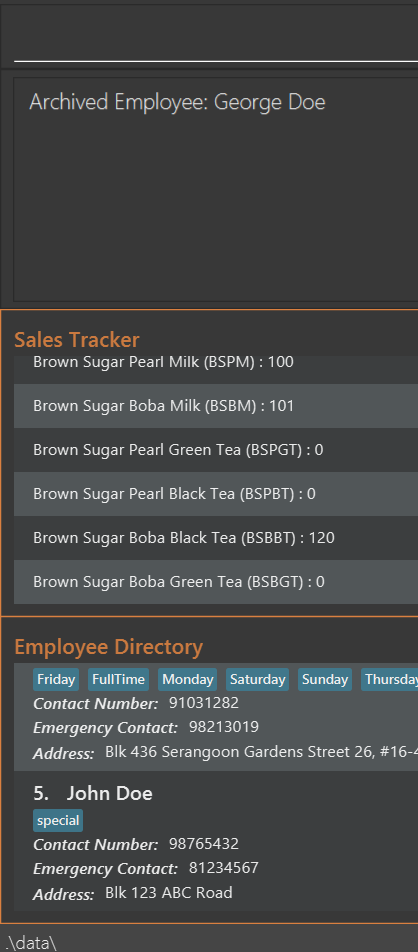 Archived Employee: George Doe
Sales Tracker
Brown Sugar Pearl Milk (BSPM) : 100
Brown Sugar Boba Milk (BSBM) : 101
Brown Sugar Pearl Green Tea (BSPGT) : 0
Brown Sugar Pearl Black Tea (BSPBT) : 0
Brown Sugar Boba Black Tea (BSBBT) : 120
Brown Sugar Boba Green Tea (BSBGT) : 0
Employee Directory
Friday FullTime Monday Saturday Sunday Thursday
Contact Number: 91031282
Emergency Contact: 98213019
Address: Blk 436 Serangoon Gardens Street 26, #16-4
5. John Doe
special
Contact Number: 98765432
Emergency Contact: 81234567
Address: Blk 123 ABC Road
.\data\